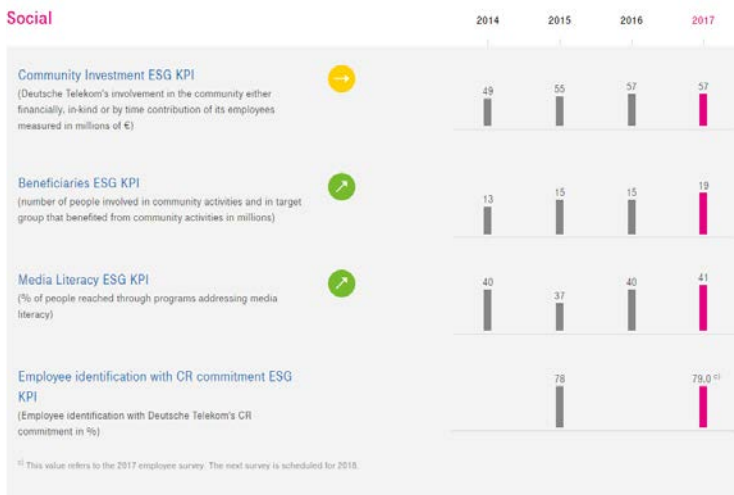 Social 2014 2015 2016 2017
Community Investment ESG KPI
(Deutsche Telekom's involvement in the community either
financially, in-kind or by time contribution of its employees
measured in millions of €)
49 55 57 57
Beneficiaries ESG KPI
(number of people involved in community activities and in target
group that benefited from community activities in millions)
13 15 15 19
Media Literacy ESG KPI
(% of people reached through programs addressing media
literacy)
40 37 40 41
Employee identification with CR commitment ESG
KPI
(Employee identification with Deutsche Telekom's CR
commitment in %)
78 79.0 c)
c) This value refers to the 2017 employee survey. The next survey is scheduled for 2018.